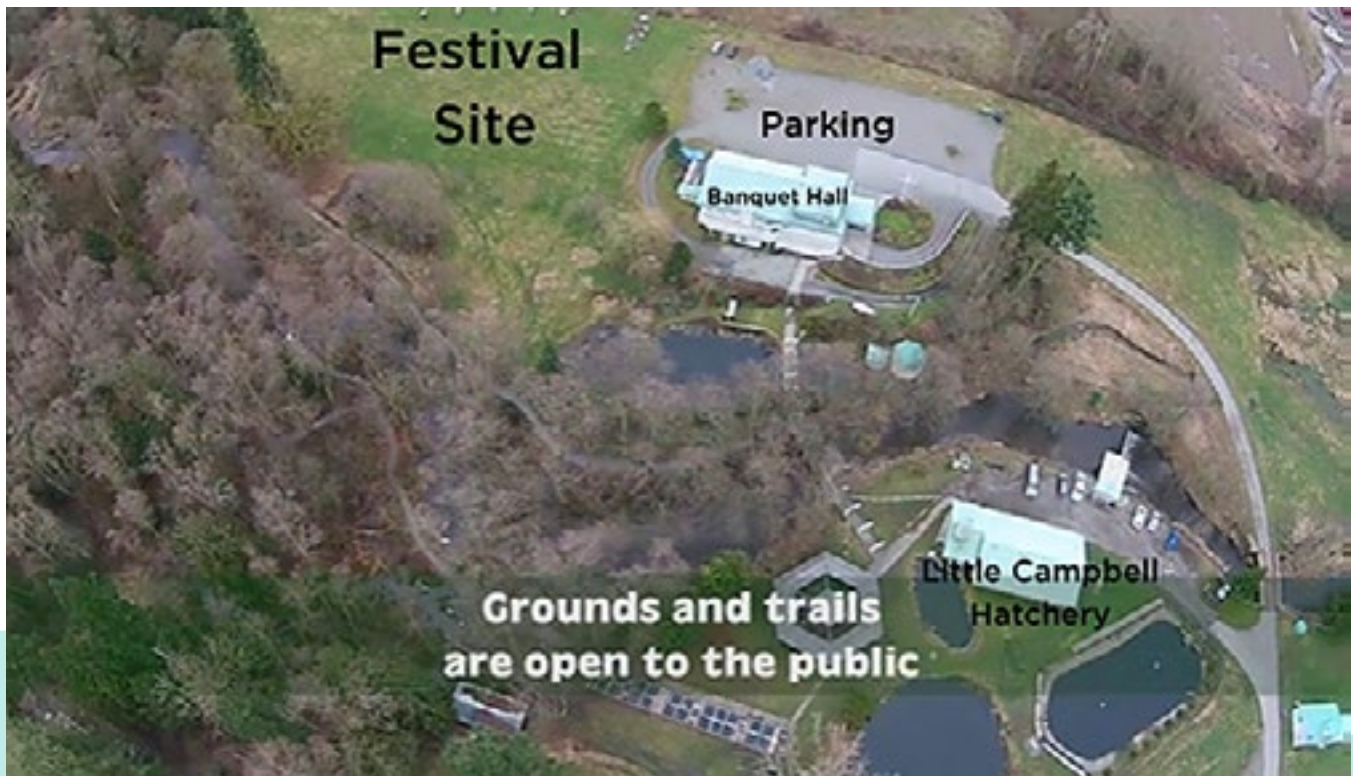 Festival
Site
Parking
Banquet Hall
Little Campbell
Hatchery
Grounds and trails
are open to the public